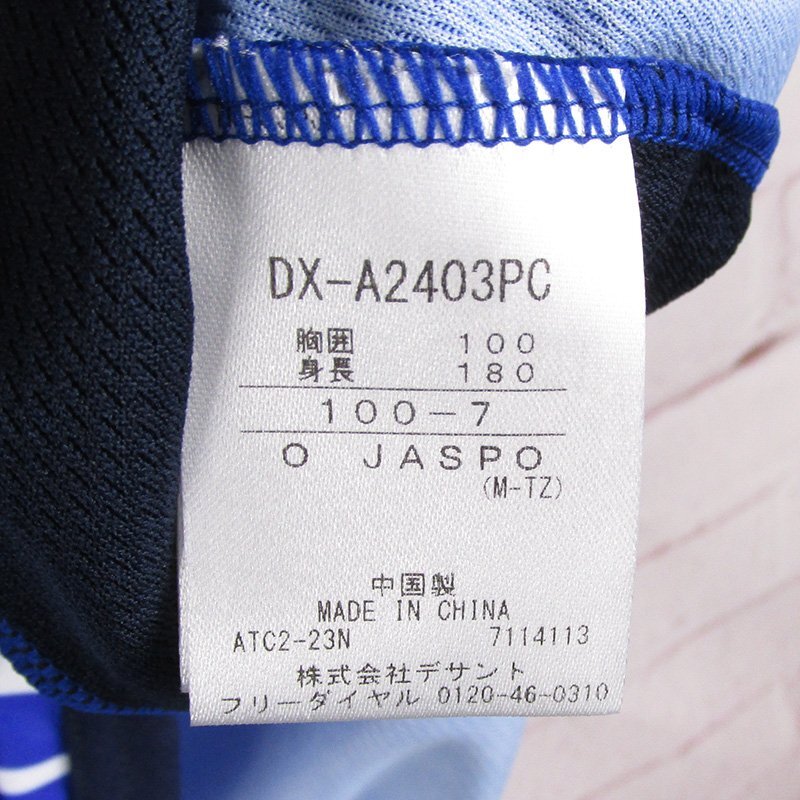 DX-A2403PC
胸囲 100
身長 180
100-7
O JASPO
(M-TZ)
中国製
MADE IN CHINA
ATC2-23N 7114113
株式会社デサント
フリーダイヤル 0120-46-0310